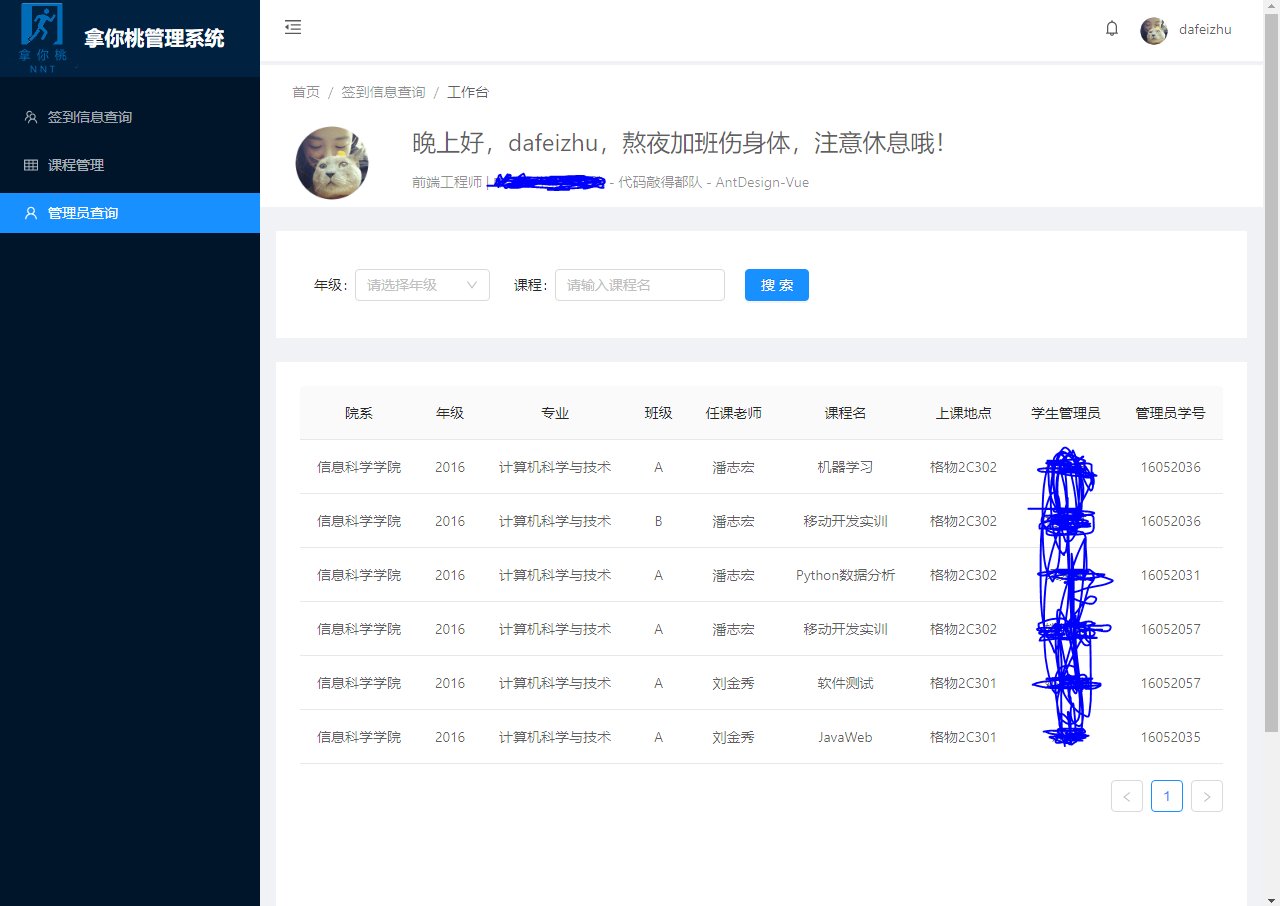 拿你桃
NNT
拿你桃管理系统
dafeizhu
签到信息查询
课程管理
管理员查询
首页 / 签到信息查询 / 工作台
晚上好，dafeizhu，熬夜加班伤身体，注意休息哦！
前端工程师 | - 代码敲得都队 - AntDesign-Vue
年级： 请选择年级 课程： 请输入课程名 搜 索
院系 年级 专业 班级 任课老师 课程名 上课地点 学生管理员 管理员学号
信息科学学院 2016 计算机科学与技术 A 潘志宏 机器学习 格物2C302 16052036
信息科学学院 2016 计算机科学与技术 B 潘志宏 移动开发实训 格物2C302 16052036
信息科学学院 2016 计算机科学与技术 A 潘志宏 Python数据分析 格物2C302 16052031
信息科学学院 2016 计算机科学与技术 A 潘志宏 移动开发实训 格物2C302 16052057
信息科学学院 2016 计算机科学与技术 A 刘金秀 软件测试 格物2C301 16052057
信息科学学院 2016 计算机科学与技术 A 刘金秀 JavaWeb 格物2C301 16052035
< 1 >